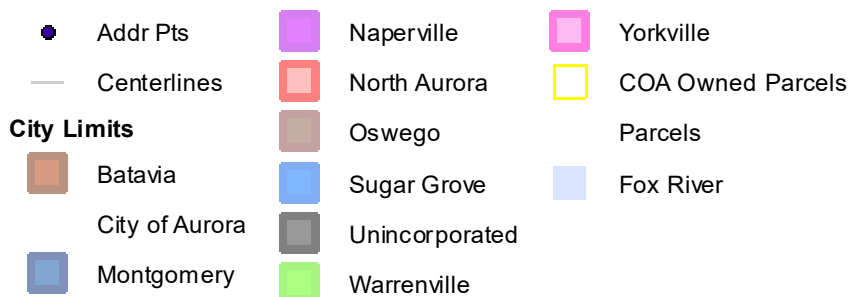 Addr Pts
Centerlines
City Limits
Batavia
City of Aurora
Montgomery
Naperville
North Aurora
Oswego
Sugar Grove
Unincorporated
Warrenville
Yorkville
COA Owned Parcels
Parcels
Fox River